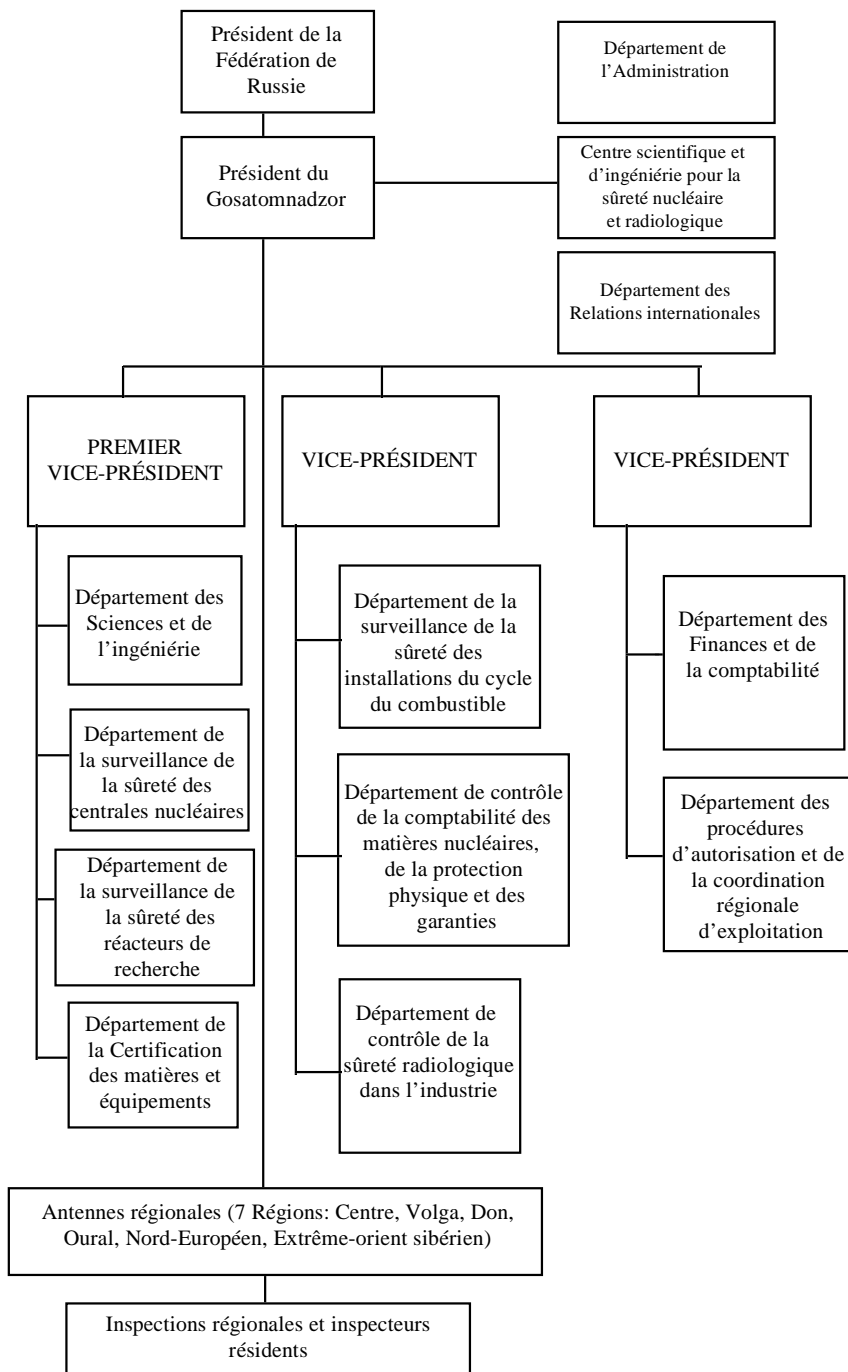 Président de la
Fédération de
Russie
Département de
l’Administration
Président du
Gosatomnadzor
Centre scientifique et
d’ingéniérie pour la
sûreté nucléaire
et radiologique
Département des
Relations internationales
PREMIER
VICE-PRÉSIDENT
VICE-PRÉSIDENT
VICE-PRÉSIDENT
Département des
Sciences et de
l’ingéniérie
Département de
la surveillance de
la sûreté des
centrales nucléaires
Département de
la surveillance de
la sûreté des
réacteurs de
recherche
Département de
la Certification
des matières et
équipements
Département de la
surveillance de la
sûreté des
installations du cycle
du combustible
Département de contrôle
de la comptabilité des
matières nucléaires,
de la protection
physique et des
garanties
Département de
contrôle de la
sûreté radiologique
dans l’industrie
Département des
Finances et de
la comptabilité
Département des
procédures
d’autorisation et de
la coordination
régionale
d’exploitation
Antennes régionales (7 Régions: Centre, Volga, Don,
Oural, Nord-Européen, Extrême-orient sibérien)
Inspections régionales et inspecteurs
résidents